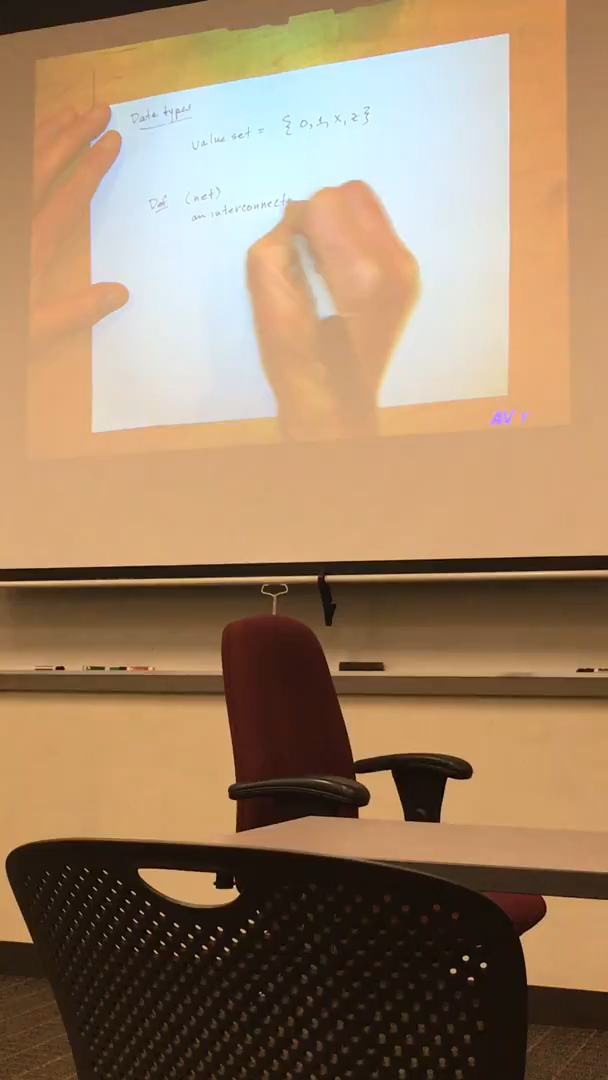 Data types
value set = { 0, 1, x, z }
Def (net)
an interconnect
AV 1